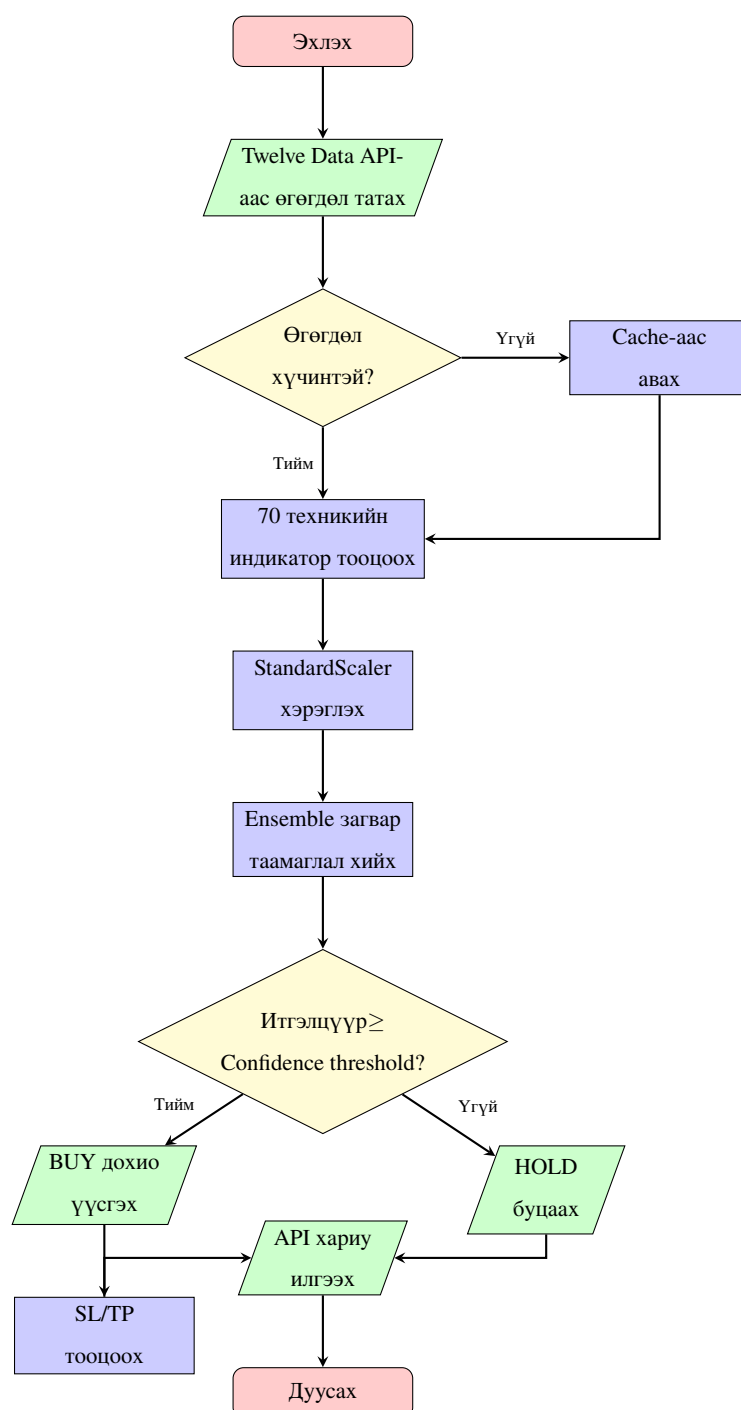 Эхлэх
Twelve Data API-
аас өгөгдөл татах
Өгөгдөл
хүчинтэй?
Үгүй
Cache-аас
авах
Тийм
70 техникийн
индикатор тооцоох
StandardScaler
хэрэглэх
Ensemble загвар
таамаглал хийх
Итгэлцүүр≥
Confidence threshold?
Тийм
Үгүй
BUY дохио
үүсгэх
HOLD
буцаах
API хариу
илгээх
SL/TP
тооцоох
Дуусах